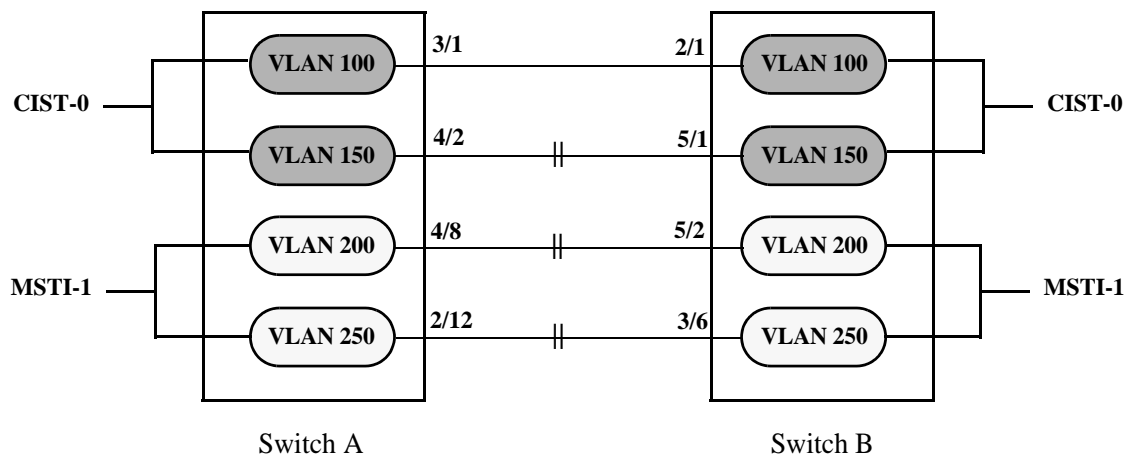 3/1
2/1
VLAN 100
VLAN 100
CIST-0
CIST-0
4/2
5/1
VLAN 150
VLAN 150
4/8
5/2
VLAN 200
VLAN 200
MSTI-1
MSTI-1
2/12
3/6
VLAN 250
VLAN 250
Switch A
Switch B